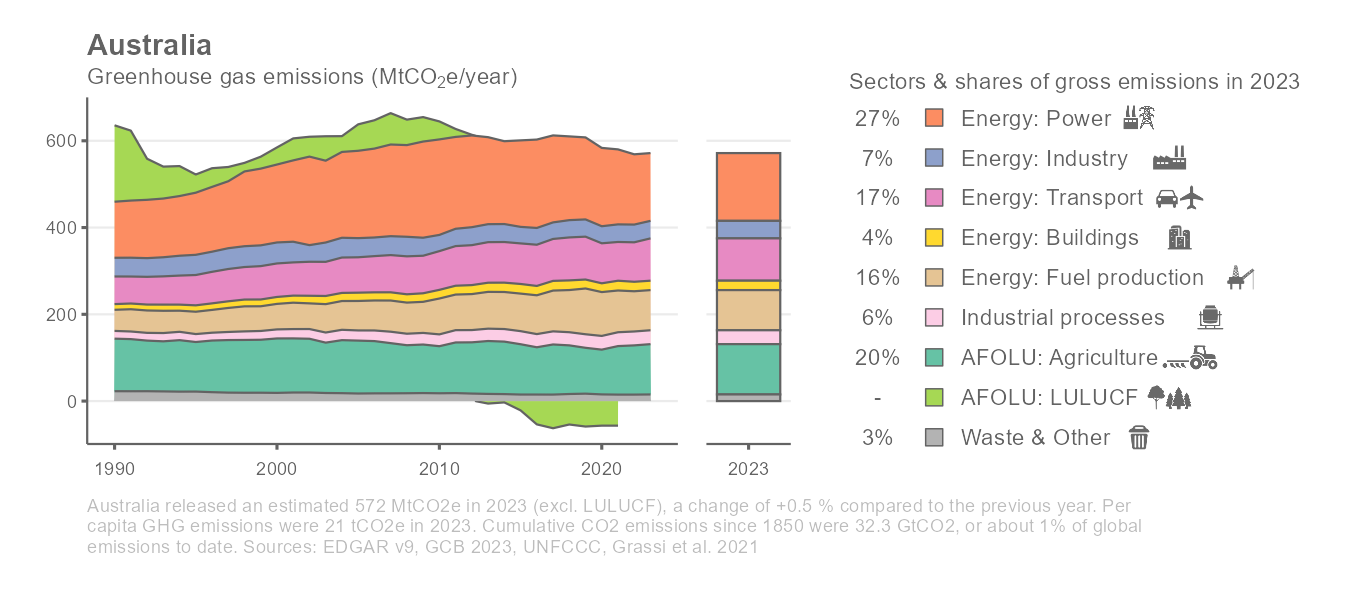 Australia
Greenhouse gas emissions (MtCO₂e/year)
600
400
200
0
1990
2000
2010
2020
2023
Sectors & shares of gross emissions in 2023
27% Energy: Power
7% Energy: Industry
17% Energy: Transport
4% Energy: Buildings
16% Energy: Fuel production
6% Industrial processes
20% AFOLU: Agriculture
- AFOLU: LULUCF
3% Waste & Other
Australia released an estimated 572 MtCO2e in 2023 (excl. LULUCF), a change of +0.5 % compared to the previous year. Per
capita GHG emissions were 21 tCO2e in 2023. Cumulative CO2 emissions since 1850 were 32.3 GtCO2, or about 1% of global
emissions to date. Sources: EDGAR v9, GCB 2023, UNFCCC, Grassi et al. 2021